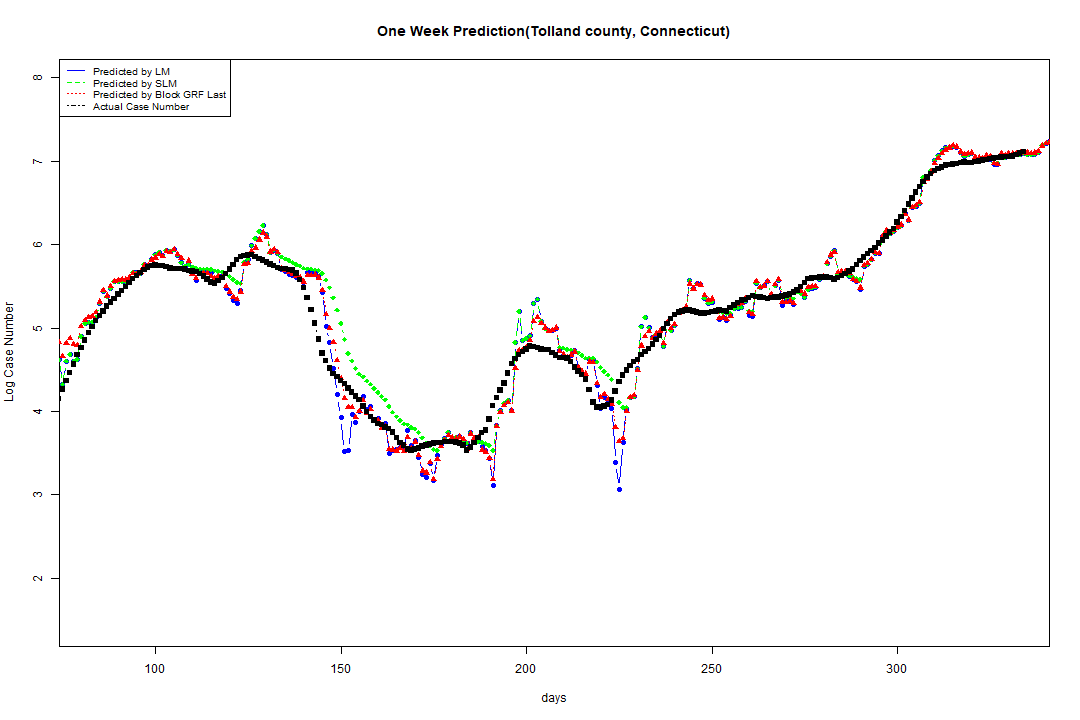 One Week Prediction(Tolland county, Connecticut)
Predicted by LM
Predicted by SLM
Predicted by Block GRF Last
Actual Case Number
8
7
6
5
4
3
2
Log Case Number
100 150 200 250 300
days